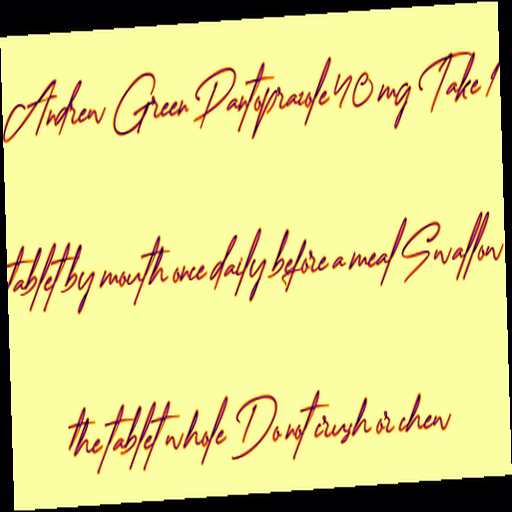 Andrew Green Pantoprazole 40 mg Take 1
tablet by mouth once daily before a meal Swallow
the tablet whole Do not crush or chew